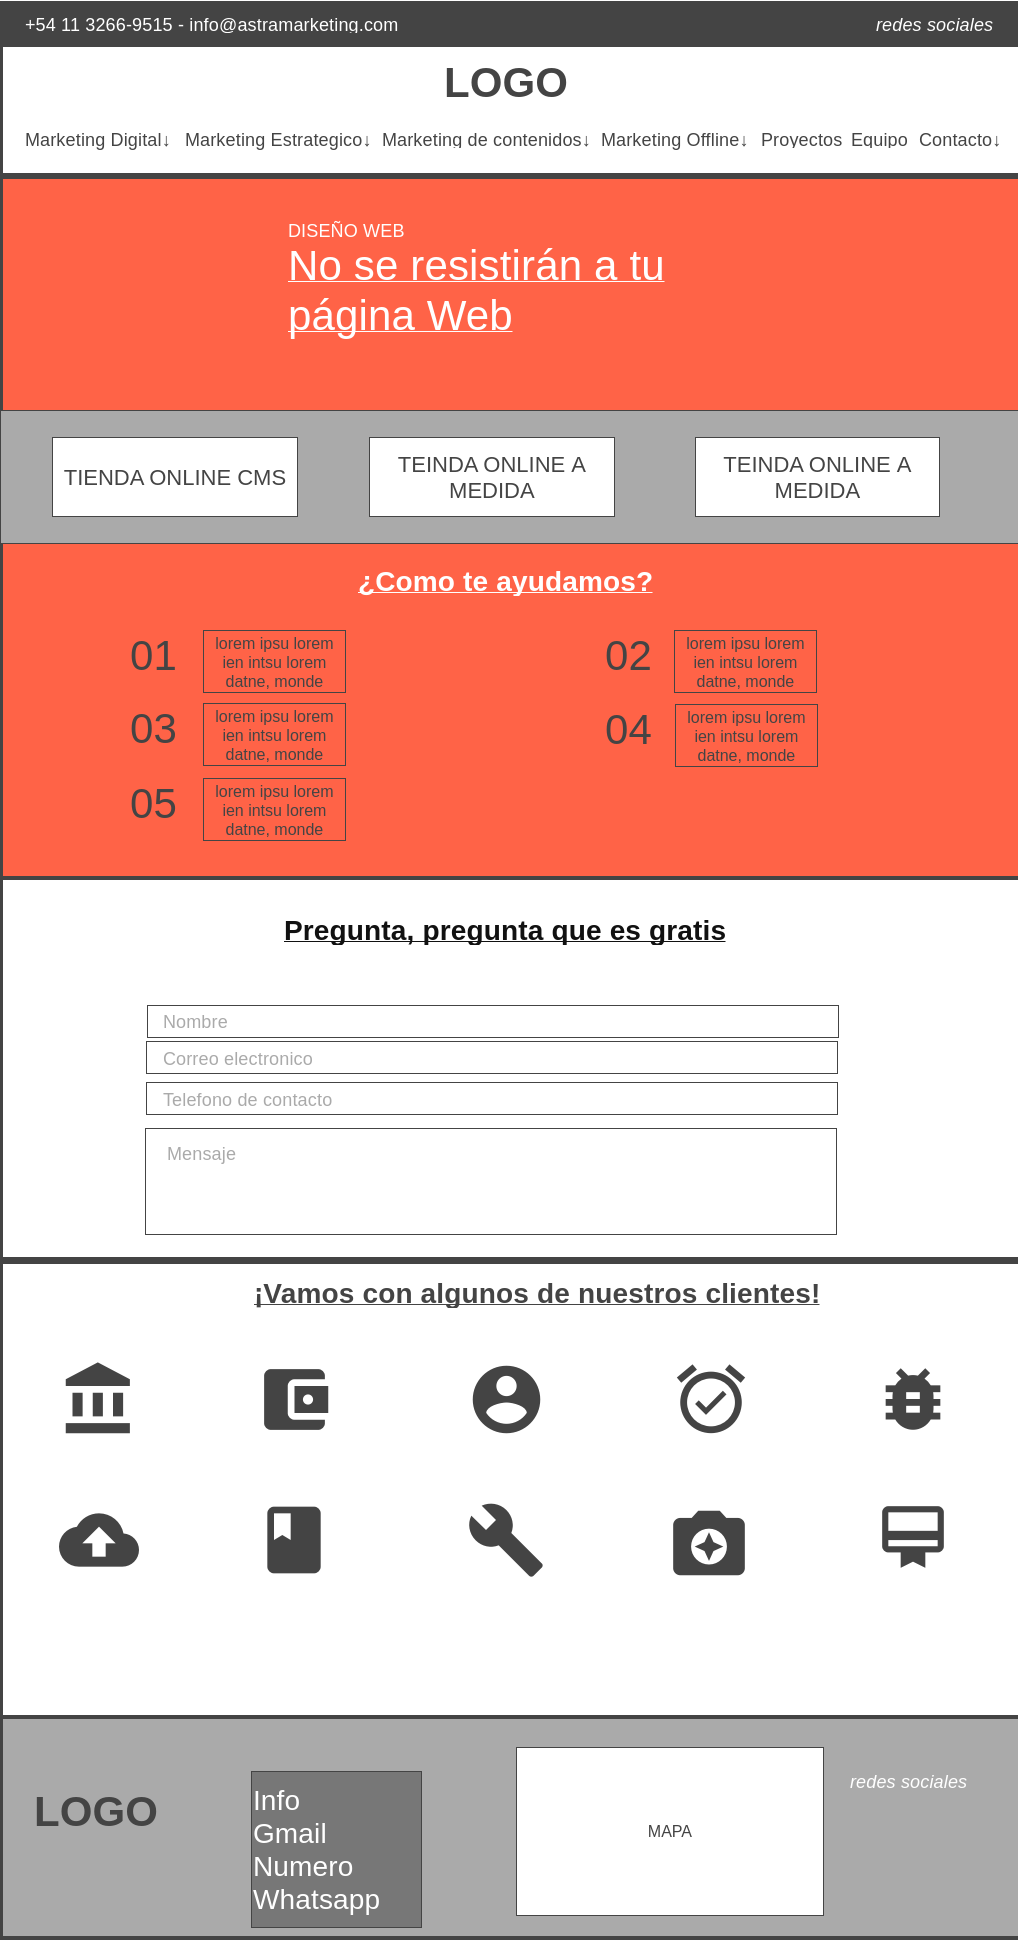 +54 11 3266-9515 - info@astramarketing.com
redes sociales
LOGO
Marketing Digital↓ Marketing Estrategico↓ Marketing de contenidos↓ Marketing Offline↓ Proyectos Equipo Contacto↓
DISEÑO WEB
No se resistirán a tu
página Web
TIENDA ONLINE CMS
TEINDA ONLINE A
MEDIDA
TEINDA ONLINE A
MEDIDA
¿Como te ayudamos?
01
lorem ipsu lorem
ien intsu lorem
datne, monde
02
lorem ipsu lorem
ien intsu lorem
datne, monde
03
lorem ipsu lorem
ien intsu lorem
datne, monde
04
lorem ipsu lorem
ien intsu lorem
datne, monde
05
lorem ipsu lorem
ien intsu lorem
datne, monde
Pregunta, pregunta que es gratis
Nombre
Correo electronico
Telefono de contacto
Mensaje
¡Vamos con algunos de nuestros clientes!
LOGO
Info
Gmail
Numero
Whatsapp
MAPA
redes sociales